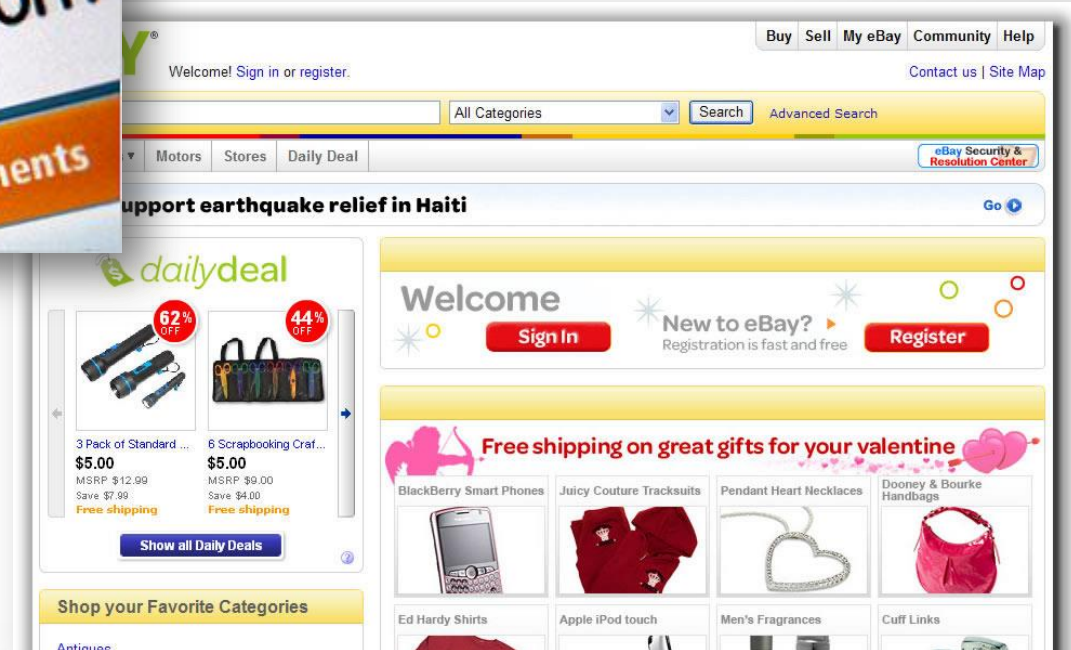 Y®
Buy Sell My eBay Community Help
Welcome! Sign in or register.
Contact us | Site Map
All Categories
Search
Advanced Search
Motors Stores Daily Deal
eBay Security &
Resolution Center
upport earthquake relief in Haiti
Go
dailydeal
62% OFF
44% OFF
3 Pack of Standard ...
$5.00
MSRP $12.99
Save $7.99
Free shipping
6 Scrapbooking Craf...
$5.00
MSRP $9.00
Save $4.00
Free shipping
Show all Daily Deals
Shop your Favorite Categories
Antiques
Welcome
Sign In
New to eBay?
Registration is fast and free
Register
Free shipping on great gifts for your valentine
BlackBerry Smart Phones
Juicy Couture Tracksuits
Pendant Heart Necklaces
Dooney & Bourke
Handbags
Ed Hardy Shirts
Apple iPod touch
Men's Fragrances
Cuff Links